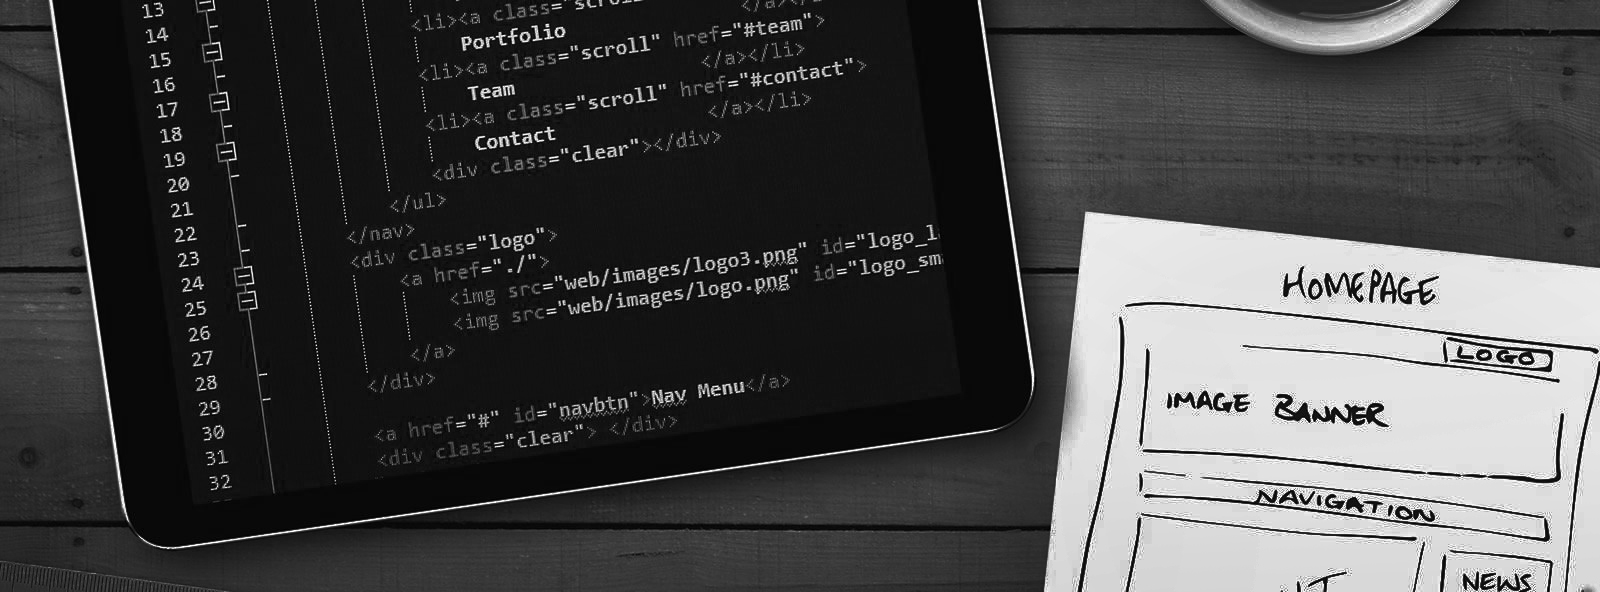 13
14
15
16
17
18
19
20
21
22
23
24
25
26
27
28
29
30
31
32
<li><a class="scroll"
Portfolio
<li><a class="scroll" href="#team">
</a></li>
Team
<li><a class="scroll" href="#contact">
</a></li>
Contact
<div class="clear"></div>
</ul>
</nav>
<div class="logo">
<a href="./">
<img src="web/images/logo3.png" id="logo_l
<img src="web/images/logo.png" id="logo_sm
</a>
</div>
<a href="#" id="navbtn">Nav Menu</a>
<div class="clear"> </div>
HOMEPAGE
LOGO
IMAGE BANNER
NAVIGATION
NEWS